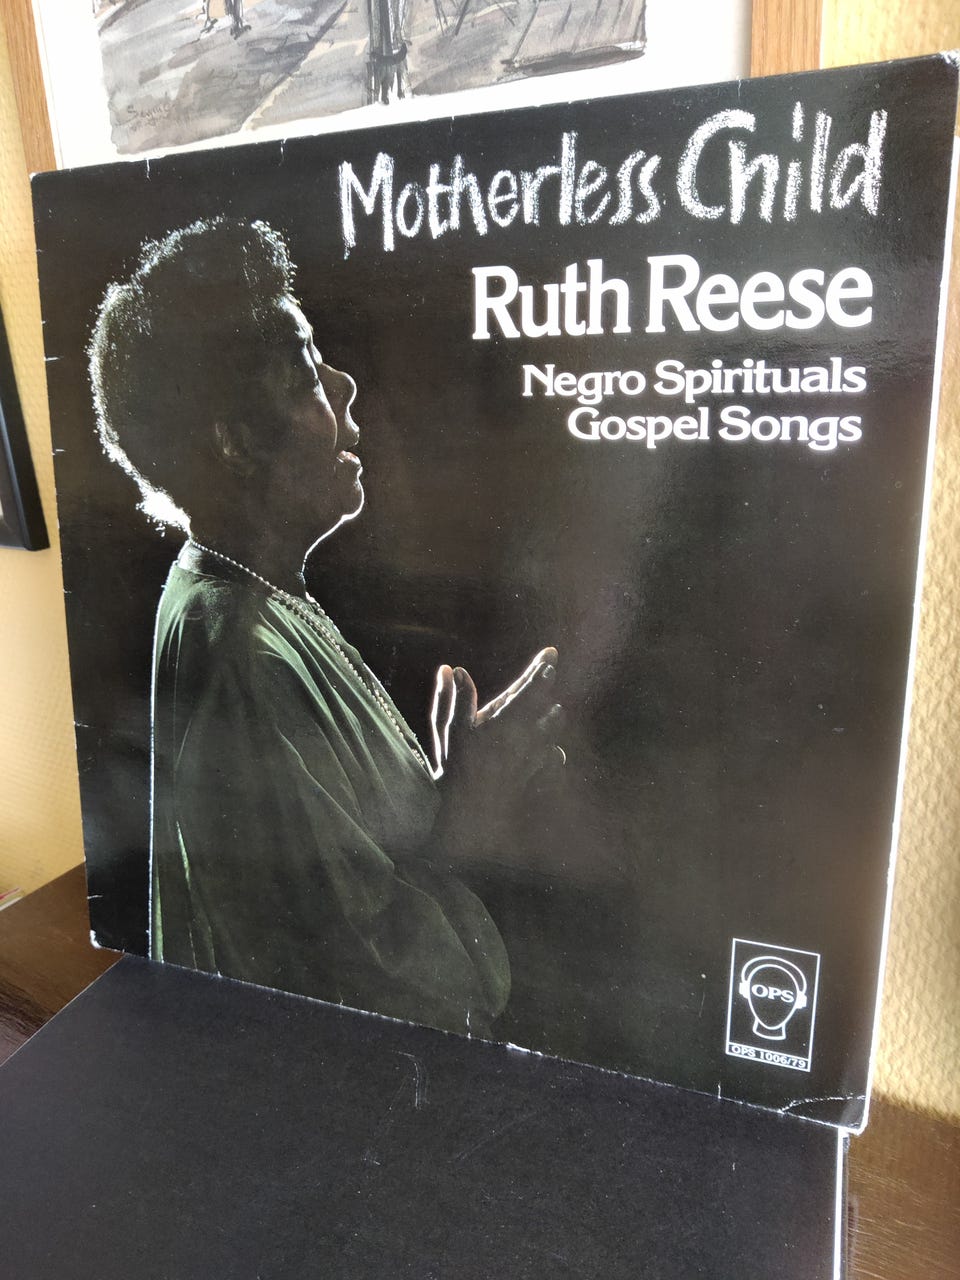 Motherless Child
Ruth Reese
Negro Spirituals
Gospel Songs
OPS
OPS 1006/79